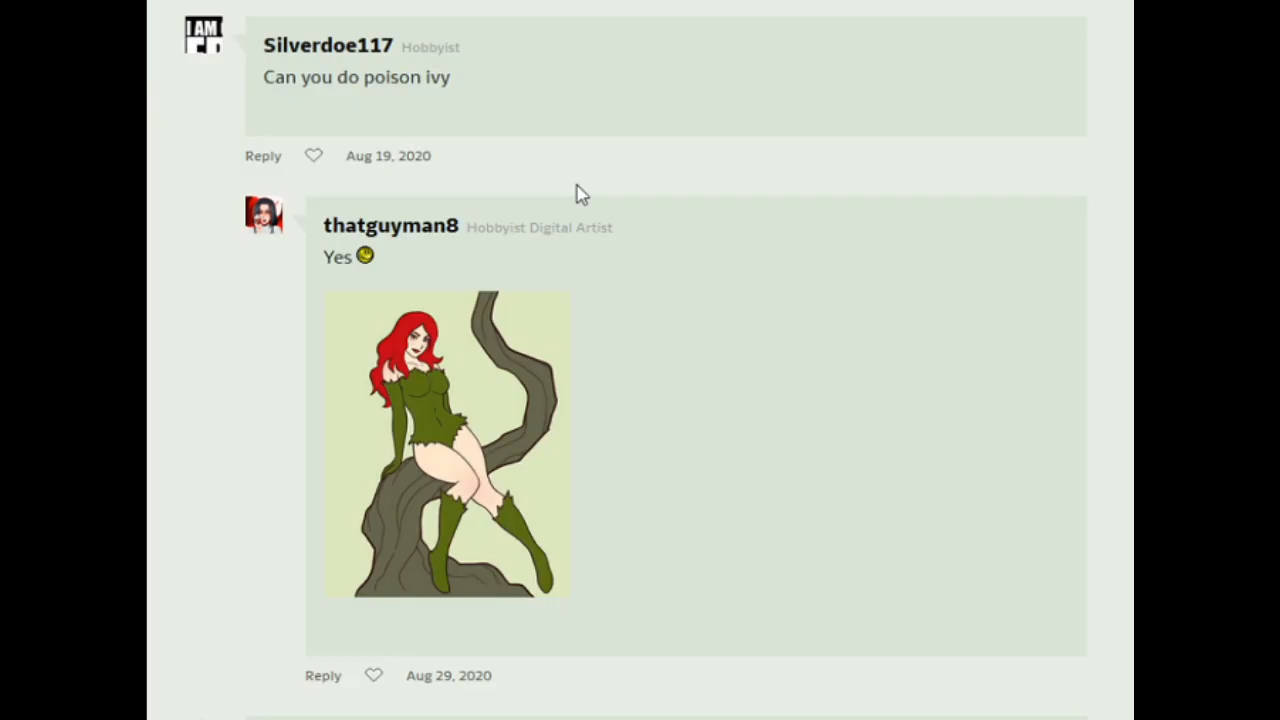 I AM
Silverdoe117 Hobbyist
Can you do poison ivy
Reply Aug 19, 2020
thatguyman8 Hobbyist Digital Artist
Yes
Reply Aug 29, 2020